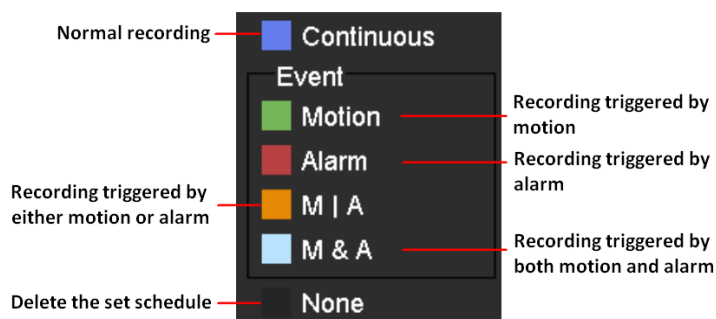 Normal recording
Continuous
Event
Motion
Recording triggered by
motion
Alarm
Recording triggered by
alarm
Recording triggered by
either motion or alarm
M | A
M & A
Recording triggered by
both motion and alarm
Delete the set schedule
None